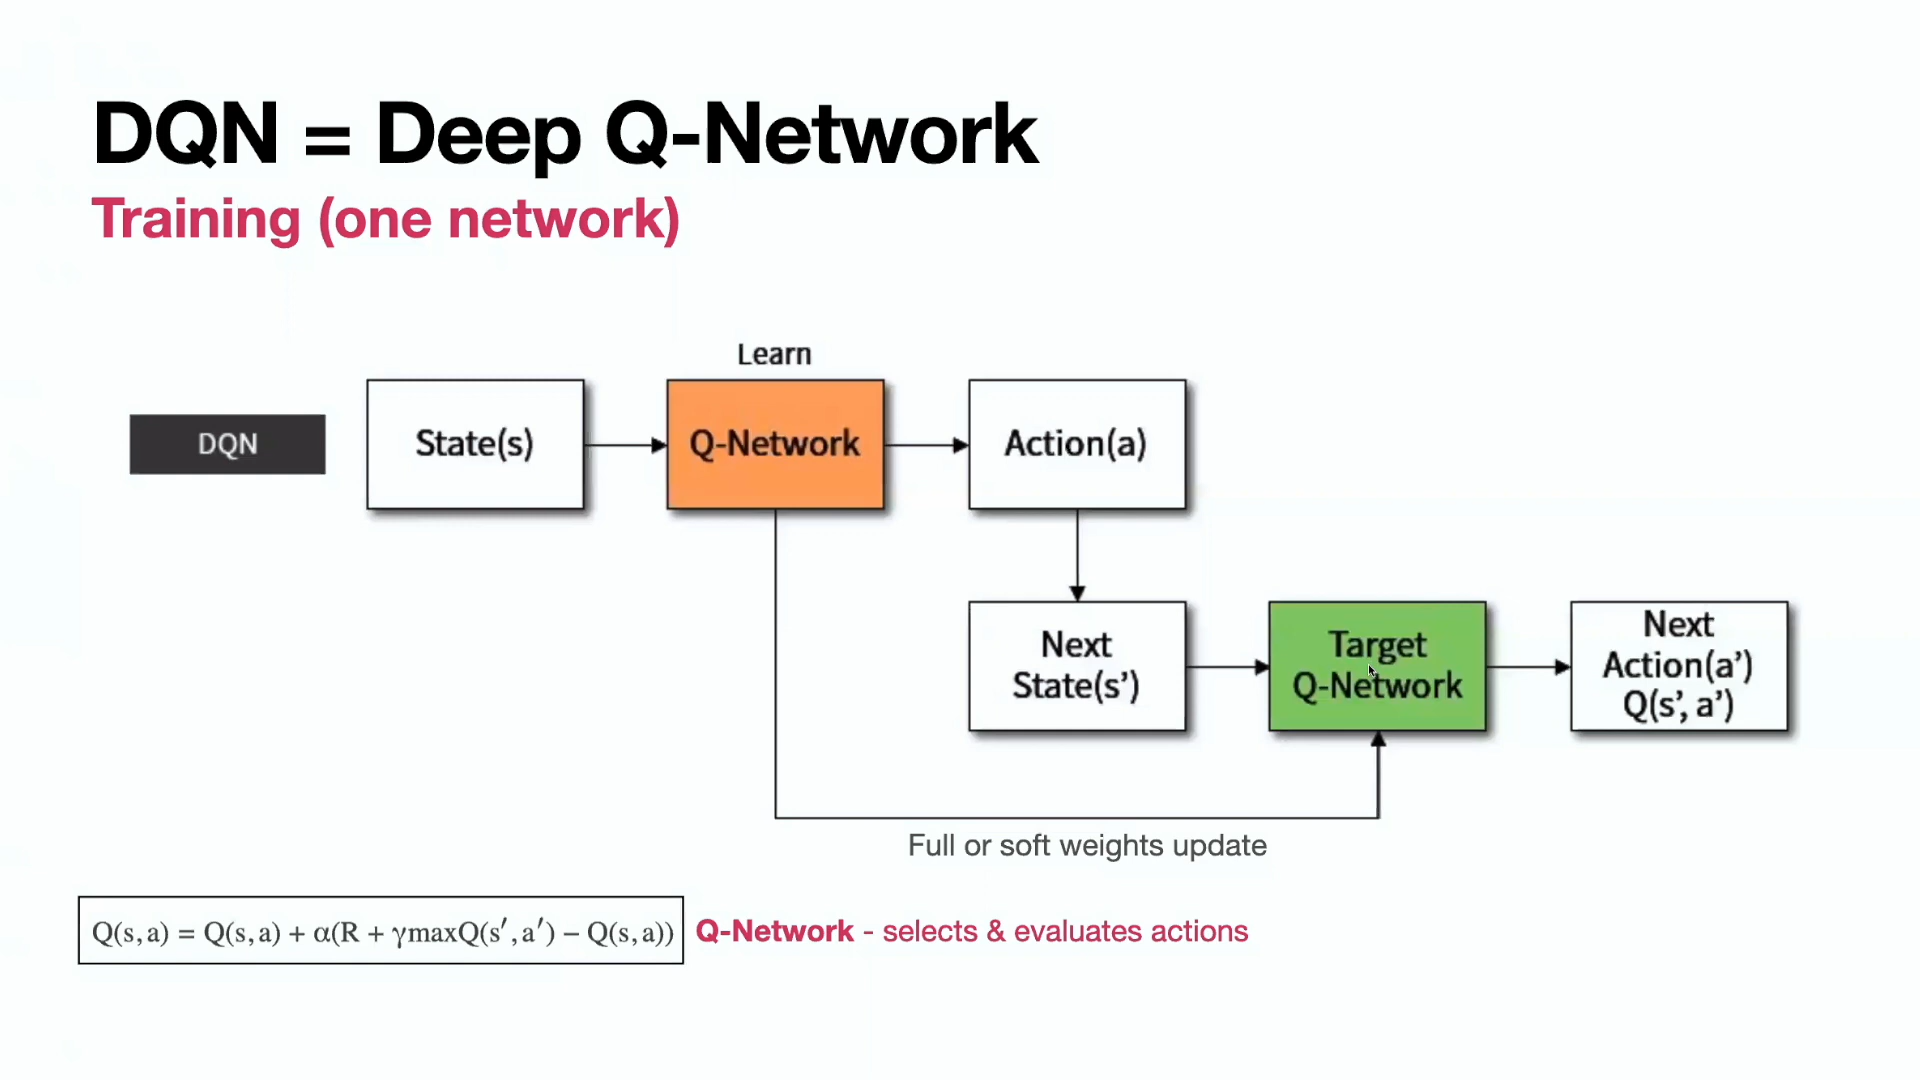 DQN = Deep Q-Network
Training (one network)
Learn
DQN
State(s)
Q-Network
Action(a)
Next
State(s’)
Target
Q-Network
Next
Action(a’)
Q(s’, a’)
Full or soft weights update
Q(s, a) = Q(s, a) + α(R + γmaxQ(s′, a′) − Q(s, a))
Q-Network - selects & evaluates actions